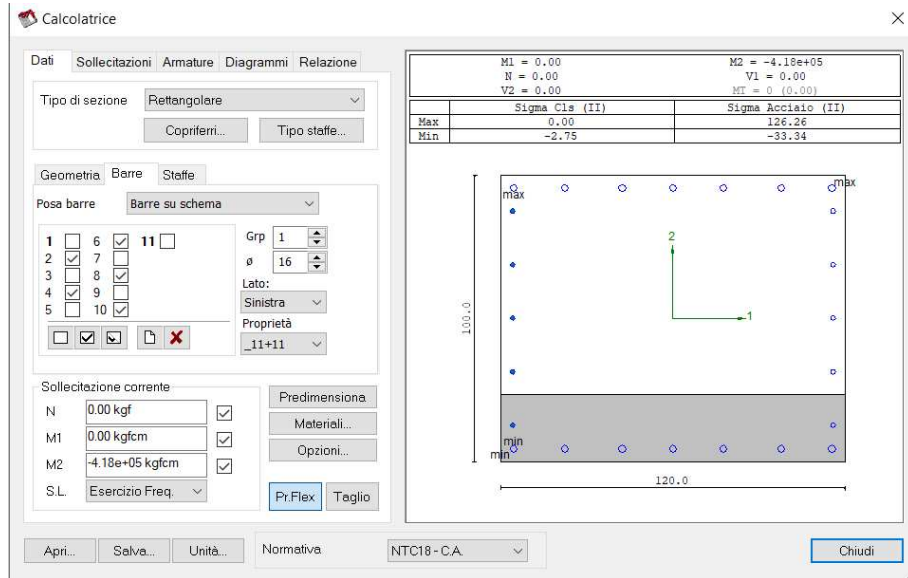 Calcolatrice
Dati Sollecitazioni Armature Diagrammi Relazione
Tipo di sezione Rettangolare
Copriferri... Tipo staffe...
Geometria Barre Staffe
Posa barre Barre su schema
1 6 11 Grp 1
2 7 ø 16
3 8 Lato:
4 9 Sinistra
5 10 Proprietà
_11+11
Sollecitazione corrente
N 0.00 kgf
M1 0.00 kgfcm
M2 -4.18e+05 kgfcm
S.L. Esercizio Freq.
Predimensiona
Materiali...
Opzioni...
Pr.Flex Taglio
M1 = 0.00 M2 = -4.18e+05
N = 0.00 V1 = 0.00
V2 = 0.00 MT = 0 (0.00)
Sigma Cls (II) Sigma Acciaio (II)
Max 0.00 126.26
Min -2.75 -33.34
max max
2
1
100.0
min
min
120.0
Apri... Salva... Unità... Normativa NTC18 - C.A. Chiudi